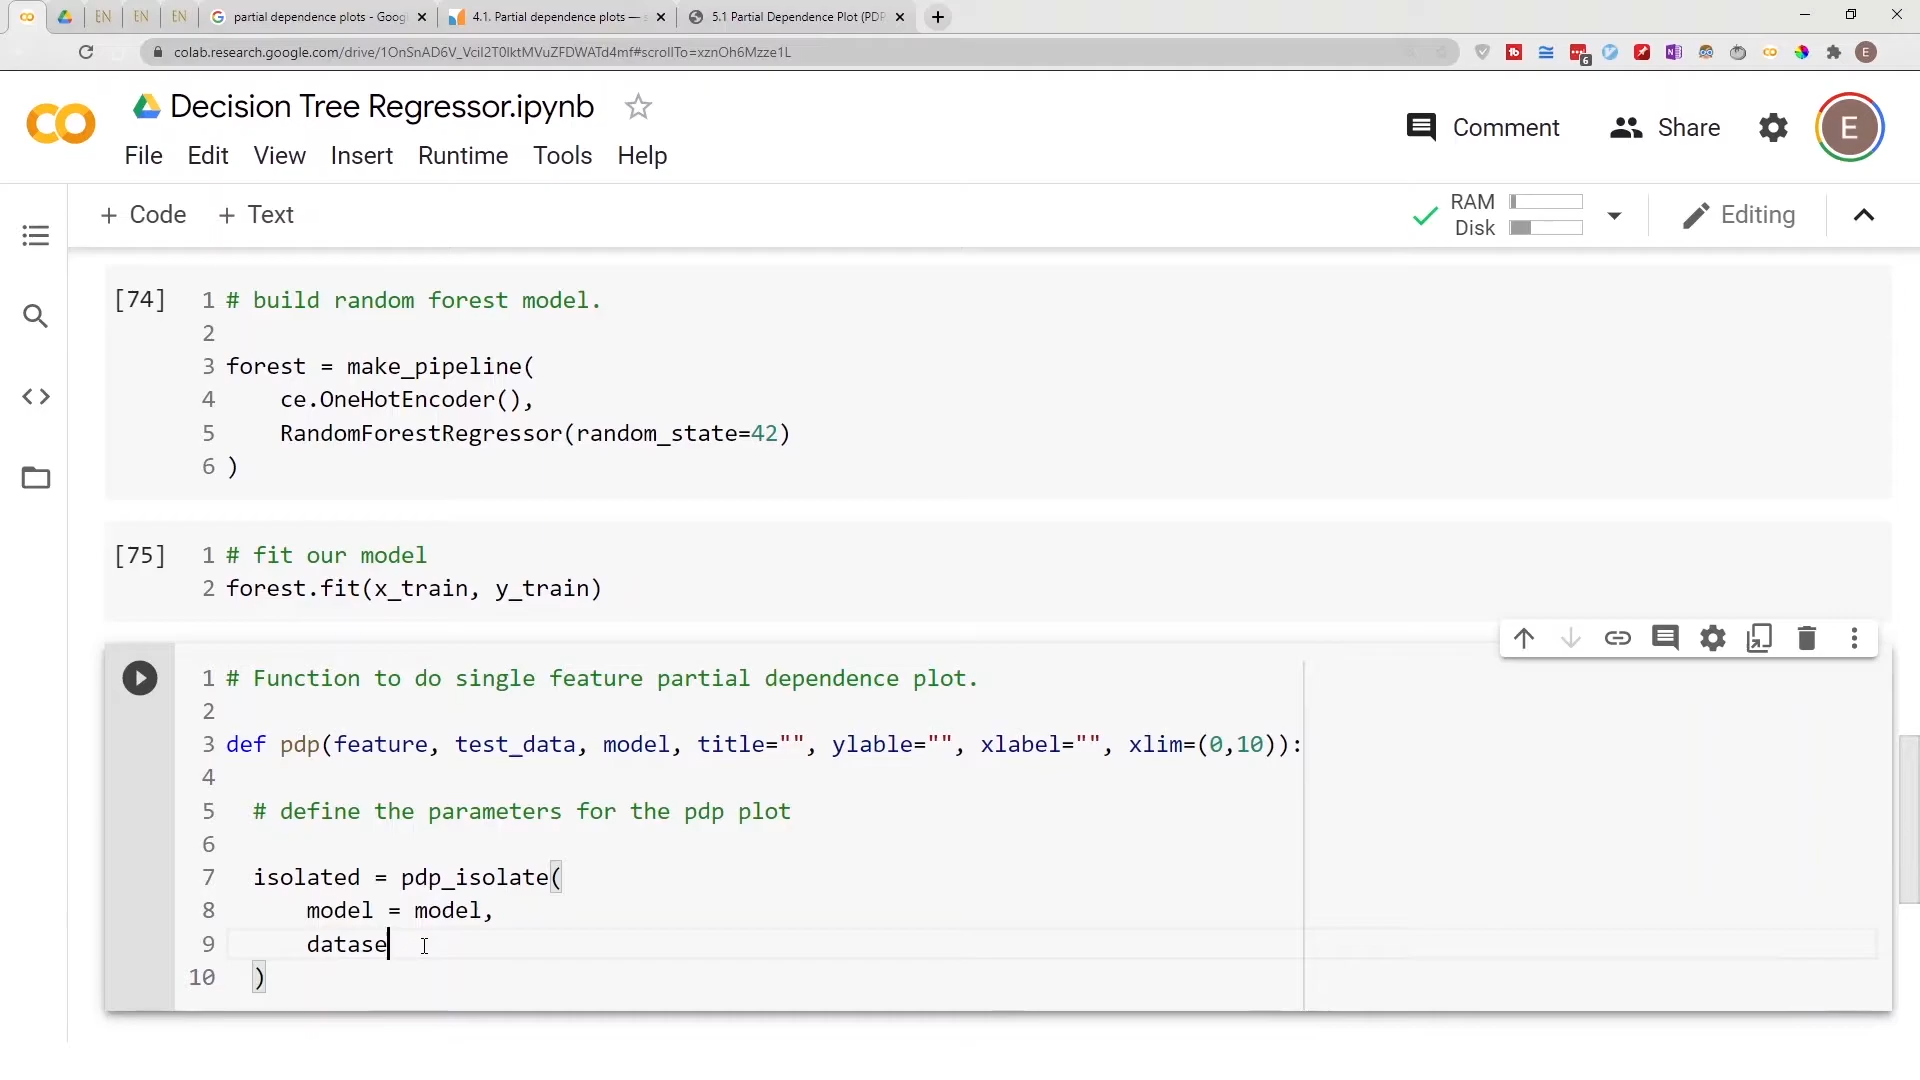 EN
EN
EN
partial dependence plots - Goog
4.1. Partial dependence plots — s
5.1 Partial Dependence Plot (PDP
colab.research.google.com/drive/1OnSnAD6V_Vcil2T0lktMVuZFDWATd4mf#scrollTo=xznOh6Mzze1L
6
E
Decision Tree Regressor.ipynb
Comment
Share
E
File Edit View Insert Runtime Tools Help
+ Code + Text
RAM
Disk
Editing
[74]
1 # build random forest model.
2
3 forest = make_pipeline(
4 ce.OneHotEncoder(),
5 RandomForestRegressor(random_state=42)
6 )
[75]
1 # fit our model
2 forest.fit(x_train, y_train)
1 # Function to do single feature partial dependence plot.
2
3 def pdp(feature, test_data, model, title="", ylable="", xlabel="", xlim=(0,10)):
4
5 # define the parameters for the pdp plot
6
7 isolated = pdp_isolate(
8 model = model,
9 datase
10 )